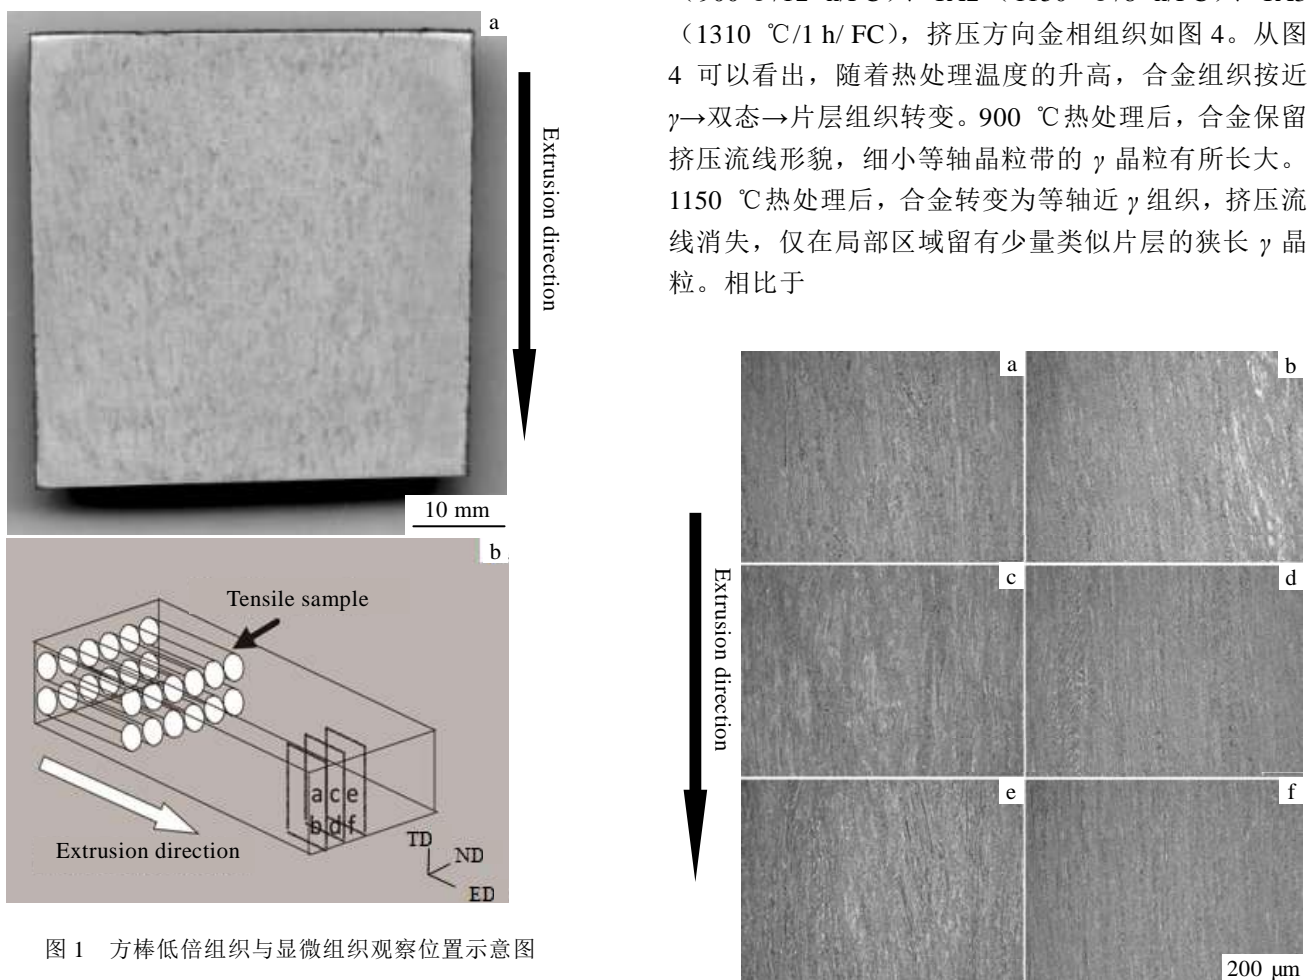 a
Extrusion direction
10 mm
b
Tensile sample
a c e
b d f
Extrusion direction
TD
ND
ED
图 1 方棒低倍组织与显微组织观察位置示意图
(1310 ℃/1 h/ FC），挤压方向金相组织如图 4。从图
4 可以看出，随着热处理温度的升高，合金组织按近
γ→双态→片层组织转变。900 ℃热处理后，合金保留
挤压流线形貌，细小等轴晶粒带的 γ 晶粒有所长大。
1150 ℃热处理后，合金转变为等轴近 γ 组织，挤压流
线消失，仅在局部区域留有少量类似片层的狭长 γ 晶
粒。相比于
a
b
Extrusion direction
c
d
e
f
200 μm